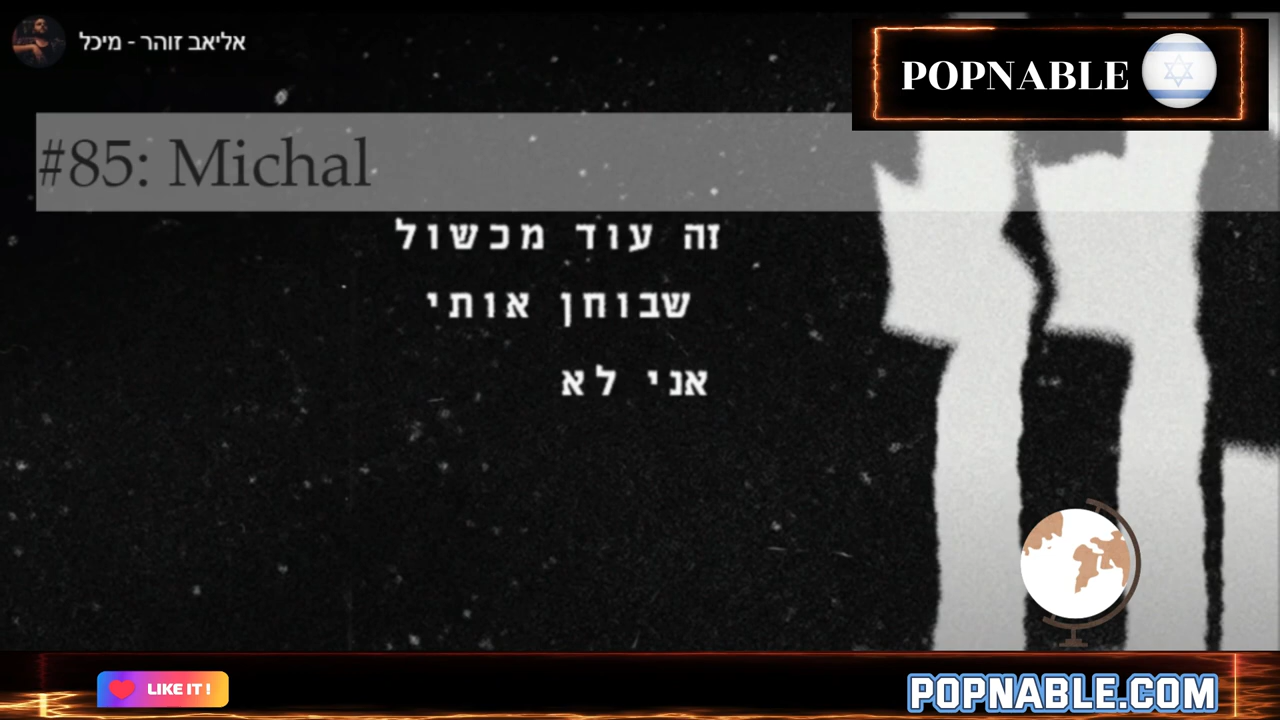 אליאב זוהר - מיכל
POPNABLE
#85: Michal
זה עוד מכשול
שבוחן אותי
אני לא
LIKE IT !
POPNABLE.COM